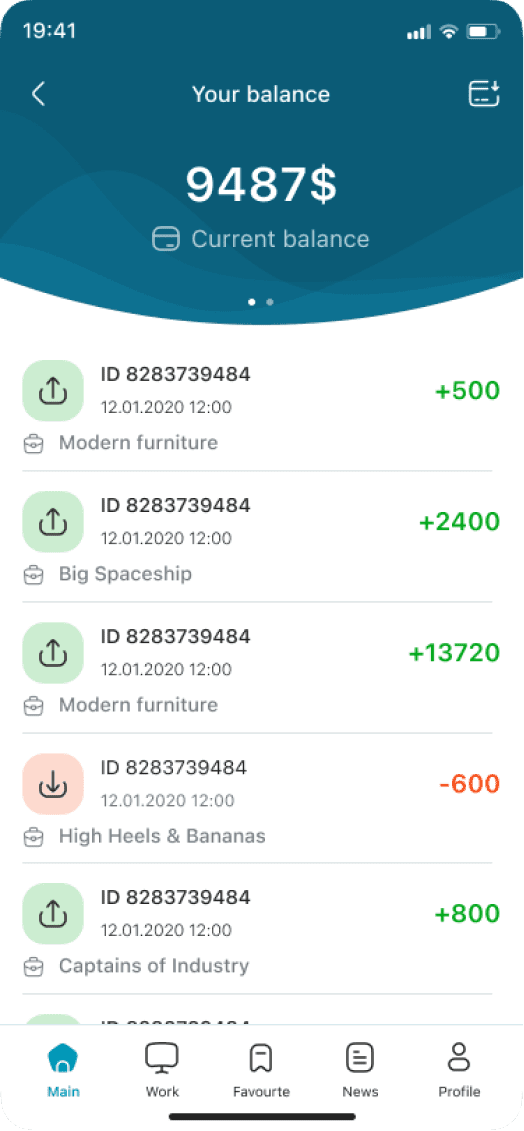 19:41
Your balance
9487$
Current balance
ID 8283739484
+500
12.01.2020 12:00
Modern furniture
ID 8283739484
+2400
12.01.2020 12:00
Big Spaceship
ID 8283739484
+13720
12.01.2020 12:00
Modern furniture
ID 8283739484
-600
12.01.2020 12:00
High Heels & Bananas
ID 8283739484
+800
12.01.2020 12:00
Captains of Industry
Main
Work
Favourte
News
Profile